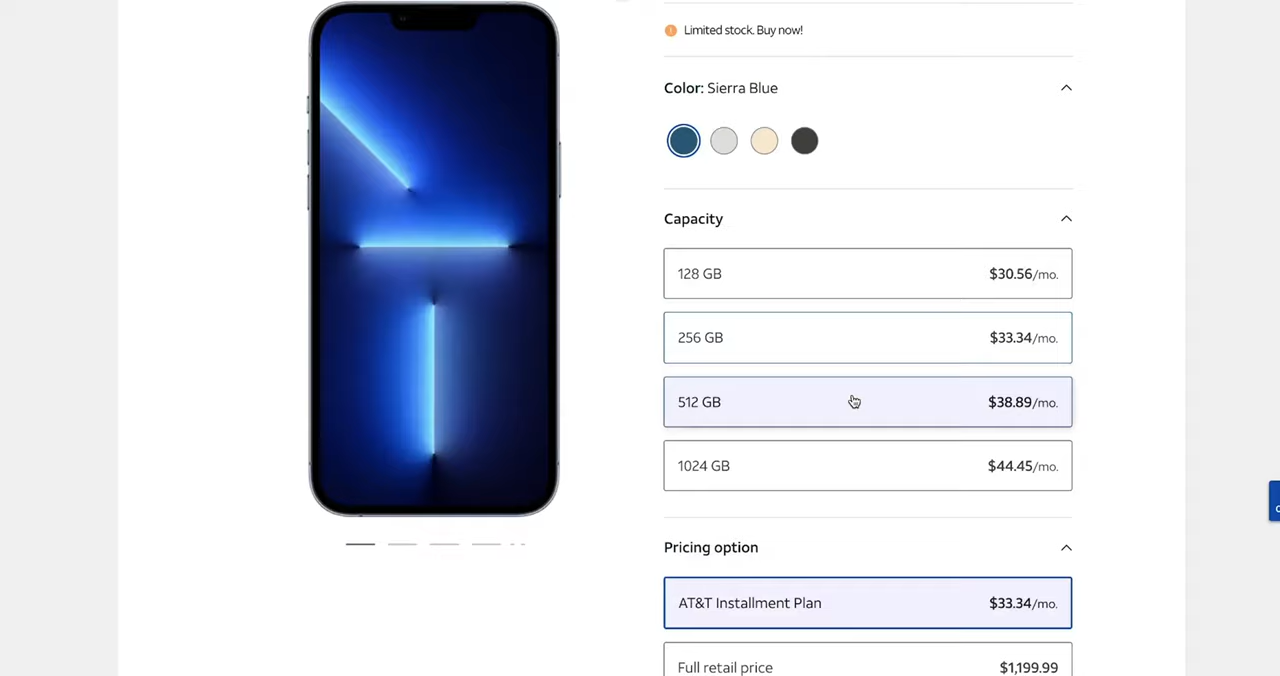 Limited stock. Buy now!
Color: Sierra Blue
Capacity
128 GB $30.56/mo.
256 GB $33.34/mo.
512 GB $38.89/mo.
1024 GB $44.45/mo.
Pricing option
AT&T Installment Plan $33.34/mo.
Full retail price $1,199.99